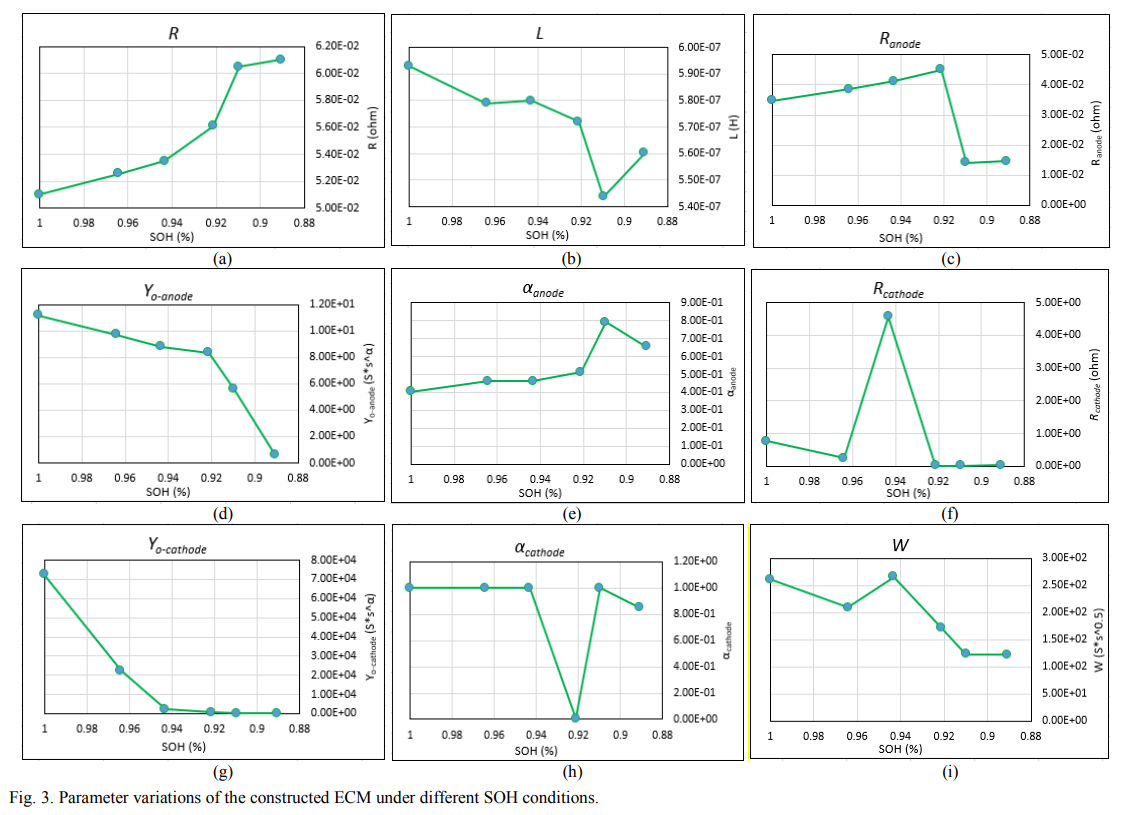 R
6.20E-02
6.00E-02
5.80E-02
5.60E-02
5.40E-02
5.20E-02
5.00E-02
R (ohm)
1 0.98 0.96 0.94 0.92 0.9 0.88
SOH (%)
(a)
L
6.00E-07
5.90E-07
5.80E-07
5.70E-07
5.60E-07
5.50E-07
5.40E-07
L (H)
1 0.98 0.96 0.94 0.92 0.9 0.88
SOH (%)
(b)
Ranode
5.00E-02
4.00E-02
3.00E-02
2.00E-02
1.00E-02
0.00E+00
Ranode (ohm)
1 0.98 0.96 0.94 0.92 0.9 0.88
SOH (%)
(c)
Yo-anode
1.20E+01
1.00E+01
8.00E+00
6.00E+00
4.00E+00
2.00E+00
0.00E+00
Yo-anode (S*s^α)
1 0.98 0.96 0.94 0.92 0.9 0.88
SOH (%)
(d)
αanode
9.00E-01
8.00E-01
7.00E-01
6.00E-01
5.00E-01
4.00E-01
3.00E-01
2.00E-01
1.00E-01
0.00E+00
αanode
1 0.98 0.96 0.94 0.92 0.9 0.88
SOH (%)
(e)
Rcathode
5.00E+00
4.00E+00
3.00E+00
2.00E+00
1.00E+00
0.00E+00
Rcathode (ohm)
1 0.98 0.96 0.94 0.92 0.9 0.88
SOH (%)
(f)
Yo-cathode
8.00E+04
7.00E+04
6.00E+04
5.00E+04
4.00E+04
3.00E+04
2.00E+04
1.00E+04
0.00E+00
Yo-cathode (S*s^α)
1 0.98 0.96 0.94 0.92 0.9 0.88
SOH (%)
(g)
αcathode
1.20E+00
1.00E+00
8.00E-01
6.00E-01
4.00E-01
2.00E-01
0.00E+00
αcathode
1 0.98 0.96 0.94 0.92 0.9 0.88
SOH (%)
(h)
W
3.00E+02
2.50E+02
2.00E+02
1.50E+02
1.00E+02
5.00E+01
0.00E+00
W (S*s^0.5)
1 0.98 0.96 0.94 0.92 0.9 0.88
SOH (%)
(i)
Fig. 3. Parameter variations of the constructed ECM under different SOH conditions.